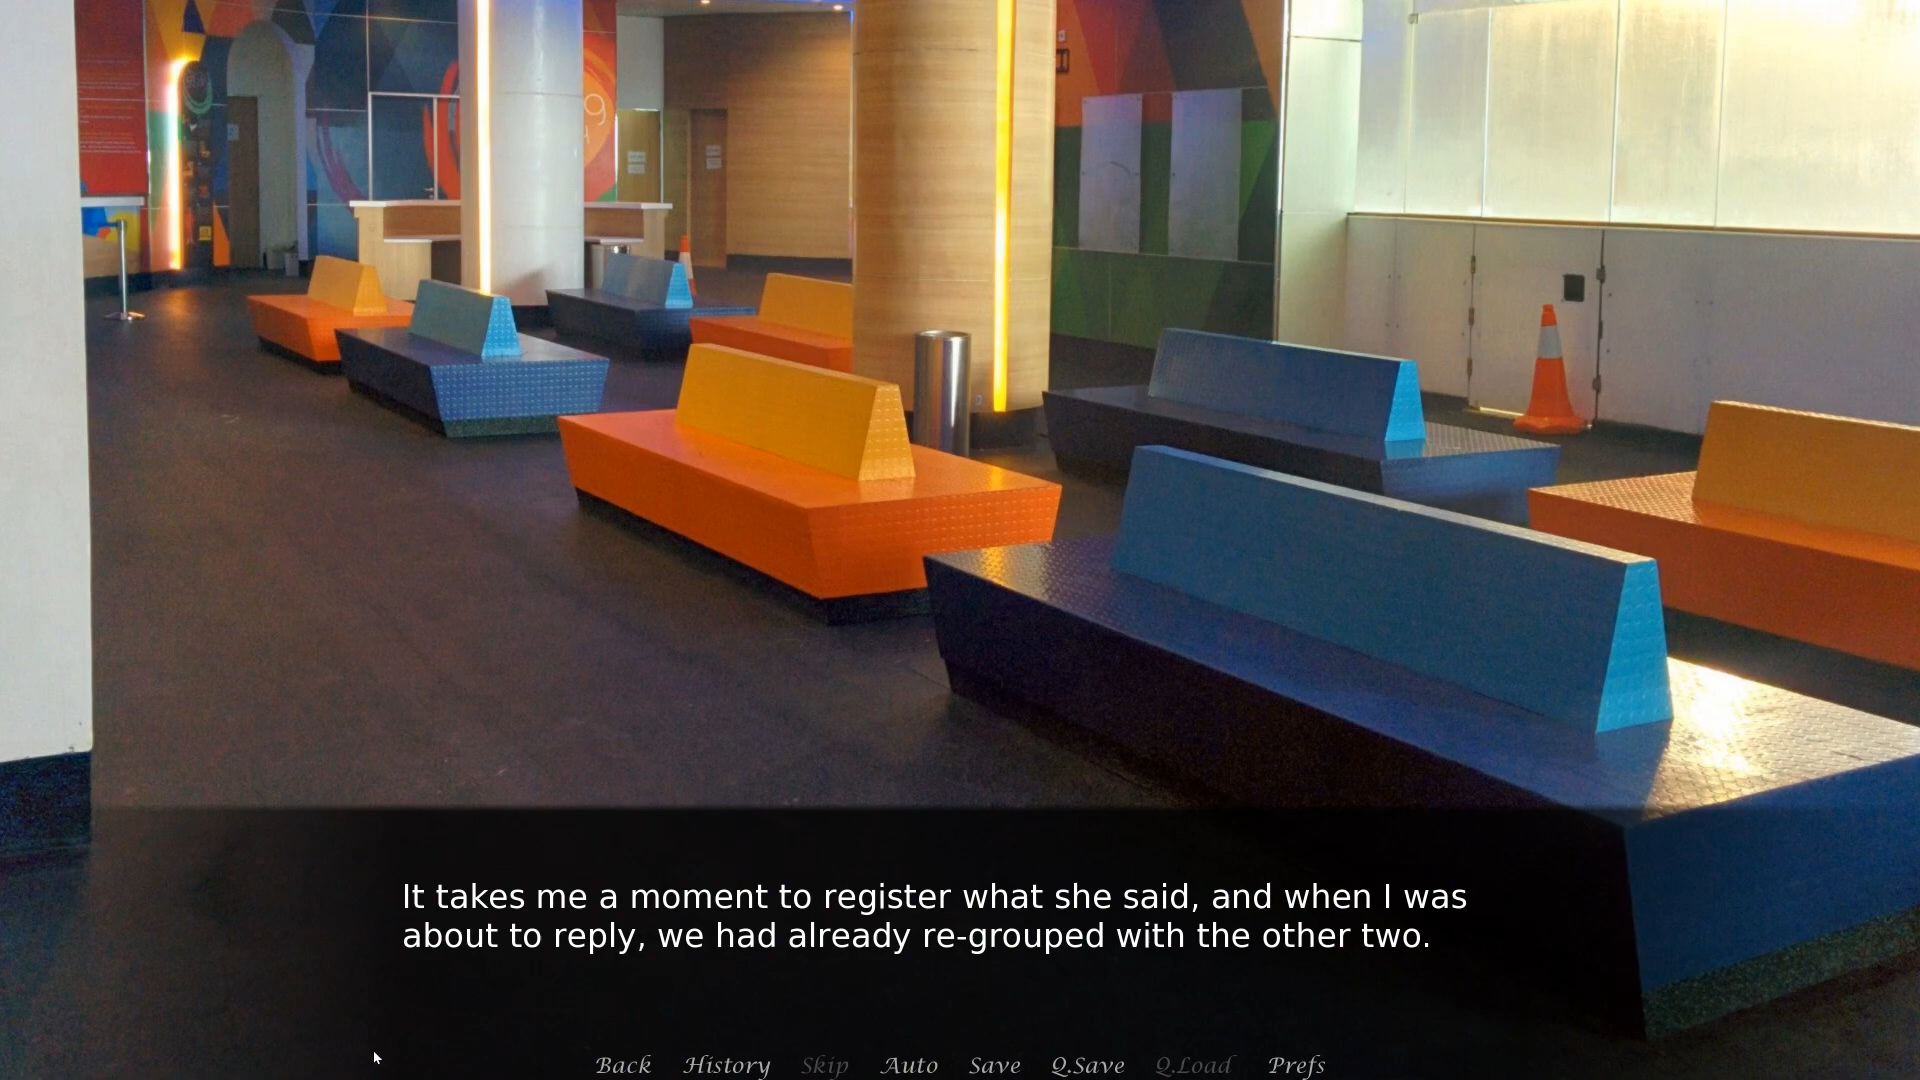 It takes me a moment to register what she said, and when I was
about to reply, we had already re-grouped with the other two.
Back History Skip Auto Save Q.Save Q.Load Prefs